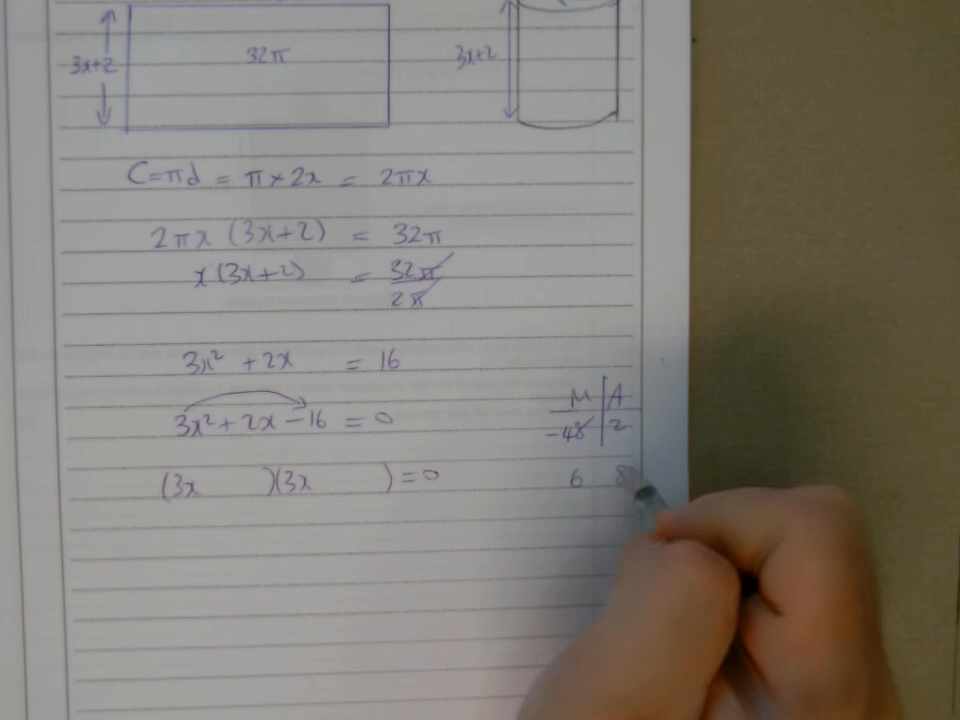 3x+2 32π 3x+2
C=πd = π×2x = 2πx
2πx (3x+2) = 32π
x(3x+2) = 32π
2π
3x² + 2x = 16
M A
3x² + 2x - 16 = 0 -48 2
(3x )(3x ) = 0 6 8